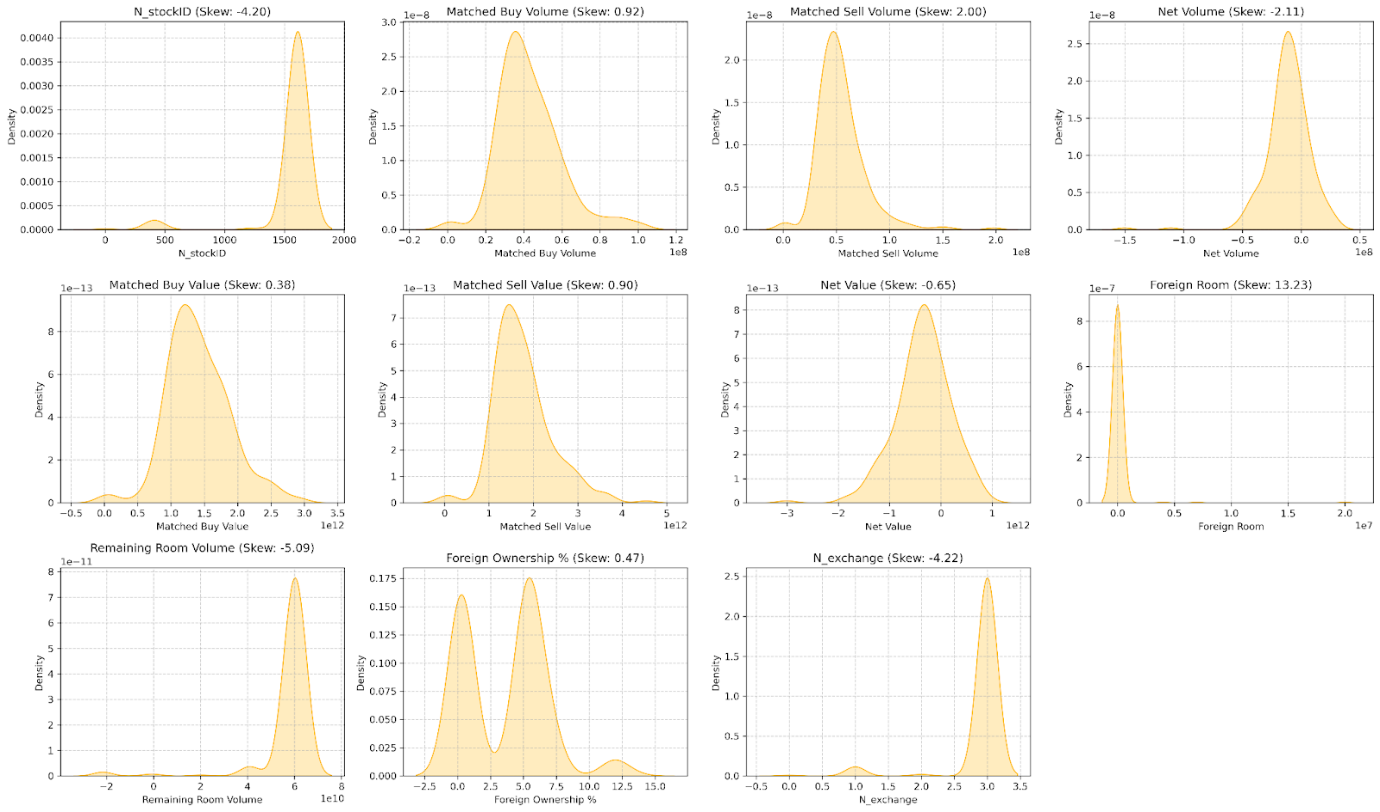 N_stockID (Skew: -4.20)
0.0040
0.0035
0.0030
0.0025
0.0020
0.0015
0.0010
0.0005
0.0000
Density
0 500 1000 1500 2000
N_stockID
Matched Buy Volume (Skew: 0.92)
1e−8
3.0
2.5
2.0
1.5
1.0
0.5
0.0
Density
−0.2 0.0 0.2 0.4 0.6 0.8 1.0 1.2
1e8
Matched Buy Volume
Matched Sell Volume (Skew: 2.00)
1e−8
2.0
1.5
1.0
0.5
0.0
Density
0.0 0.5 1.0 1.5 2.0
1e8
Matched Sell Volume
Net Volume (Skew: -2.11)
1e−8
2.5
2.0
1.5
1.0
0.5
0.0
Density
−1.5 −1.0 −0.5 0.0 0.5
1e8
Net Volume
Matched Buy Value (Skew: 0.38)
1e−13
8
6
4
2
0
Density
−0.5 0.0 0.5 1.0 1.5 2.0 2.5 3.0 3.5
1e12
Matched Buy Value
Matched Sell Value (Skew: 0.90)
1e−13
7
6
5
4
3
2
1
0
Density
0 1 2 3 4 5
1e12
Matched Sell Value
Net Value (Skew: -0.65)
1e−13
8
7
6
5
4
3
2
1
0
Density
−3 −2 −1 0 1
1e12
Net Value
Foreign Room (Skew: 13.23)
1e−7
8
6
4
2
0
Density
0.0 0.5 1.0 1.5 2.0
1e7
Foreign Room
Remaining Room Volume (Skew: -5.09)
1e−11
8
7
6
5
4
3
2
1
0
Density
−2 0 2 4 6 8
1e10
Remaining Room Volume
Foreign Ownership % (Skew: 0.47)
0.175
0.150
0.125
0.100
0.075
0.050
0.025
0.000
Density
−2.5 0.0 2.5 5.0 7.5 10.0 12.5 15.0
Foreign Ownership %
N_exchange (Skew: -4.22)
2.5
2.0
1.5
1.0
0.5
0.0
Density
−0.5 0.0 0.5 1.0 1.5 2.0 2.5 3.0 3.5
N_exchange